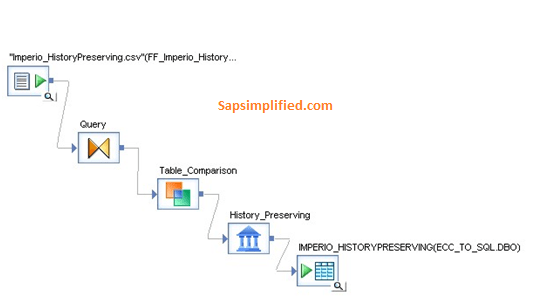 "Imperio_HistoryPreserving.csv"(FF_Imperio_History...
Sapsimplified.com
Query
Table_Comparison
History_Preserving
IMPERIO_HISTORYPRESERVING(ECC_TO_SQL.DBO)